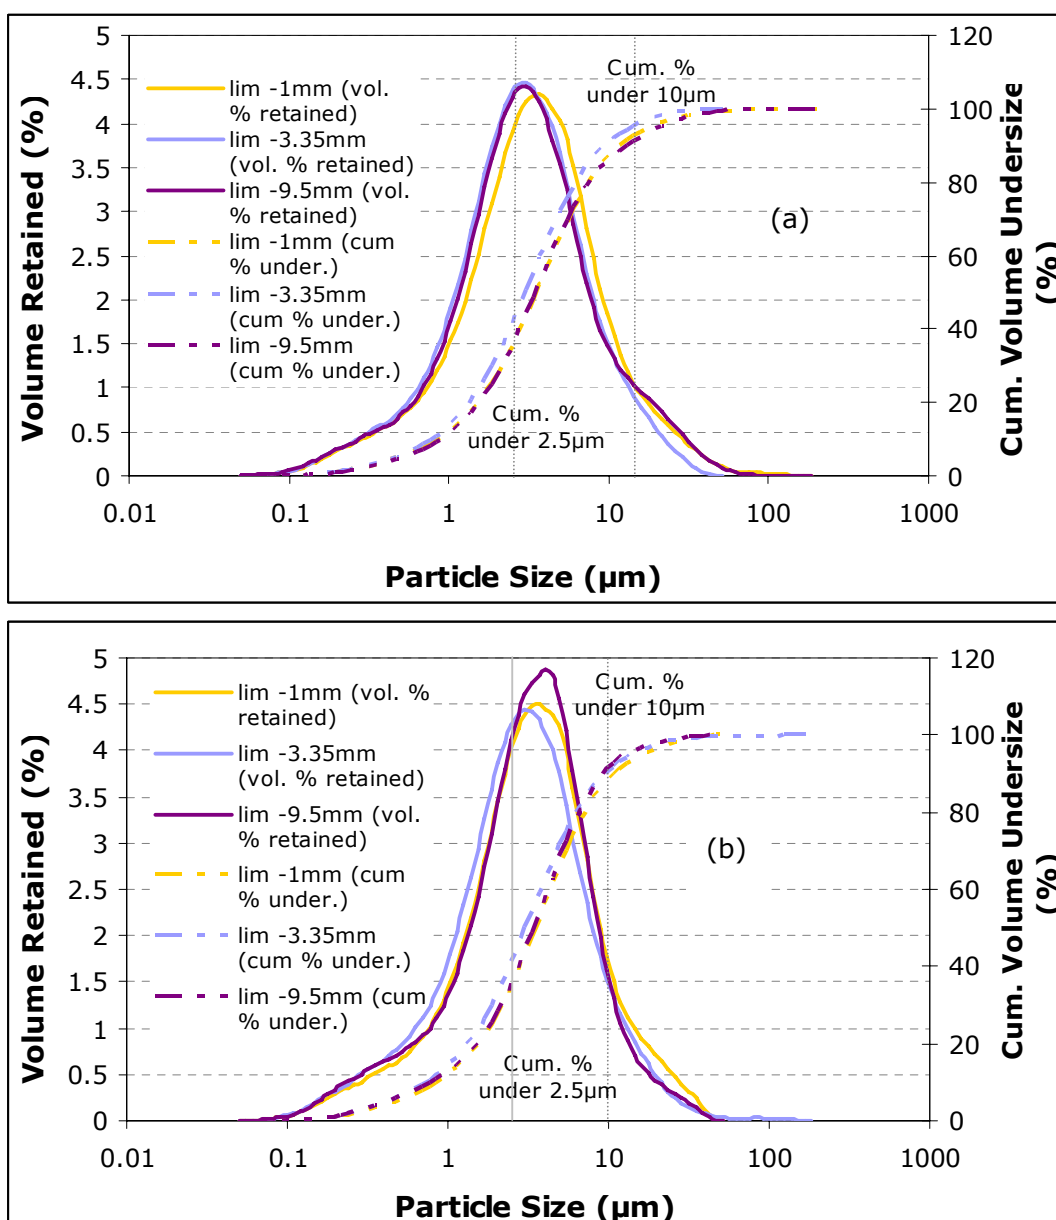 5
4.5
4
3.5
3
2.5
2
1.5
1
0.5
0
Volume Retained (%)
lim -1mm (vol.
% retained)
lim -3.35mm
(vol. % retained)
lim -9.5mm (vol.
% retained)
lim -1mm (cum
% under.)
lim -3.35mm
(cum % under.)
lim -9.5mm
(cum % under.)
Cum. %
under 10µm
(a)
Cum. %
under 2.5µm
120
100
80
60
40
20
0
Cum. Volume Undersize
(%)
0.01 0.1 1 10 100 1000
Particle Size (µm)
5
4.5
4
3.5
3
2.5
2
1.5
1
0.5
0
Volume Retained (%)
lim -1mm (vol. %
retained)
lim -3.35mm
(vol. % retained)
lim -9.5mm (vol.
% retained)
lim -1mm (cum
% under.)
lim -3.35mm
(cum % under.)
lim -9.5mm (cum
% under.)
Cum. %
under 10µm
(b)
Cum. %
under 2.5µm
120
100
80
60
40
20
0
Cum. Volume Undersize
(%)
0.01 0.1 1 10 100 1000
Particle Size (µm)